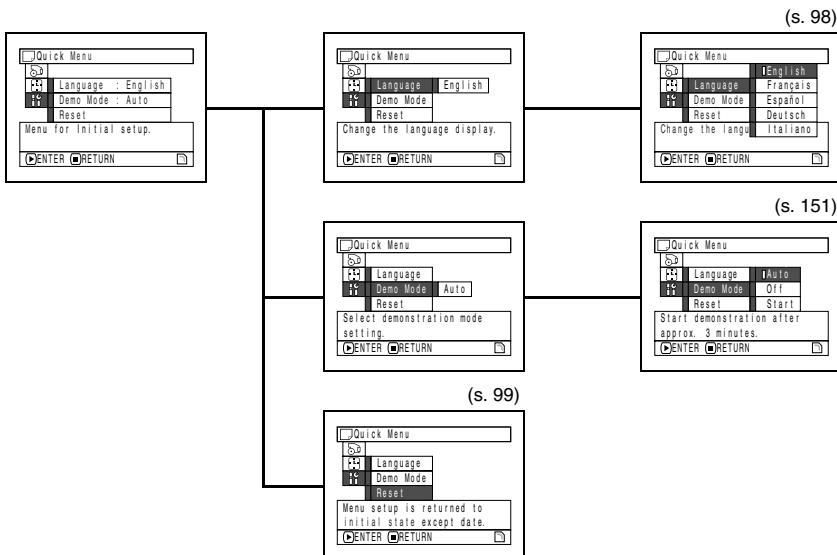 (s. 98)
Quick Menu
Language : English
Demo Mode : Auto
Reset
Menu for Initial setup.
ENTER RETURN
Quick Menu
Language English
Demo Mode
Reset
Change the language display.
ENTER RETURN
Quick Menu
English
Language Français
Demo Mode Español
Reset Deutsch
Change the langu Italiano
ENTER RETURN
(s. 151)
Quick Menu
Language
Demo Mode Auto
Reset
Select demonstration mode
setting.
ENTER RETURN
Quick Menu
Language Auto
Demo Mode Off
Reset Start
Start demonstration after
approx. 3 minutes.
ENTER RETURN
(s. 99)
Quick Menu
Language
Demo Mode
Reset
Menu setup is returned to
initial state except date.
ENTER RETURN